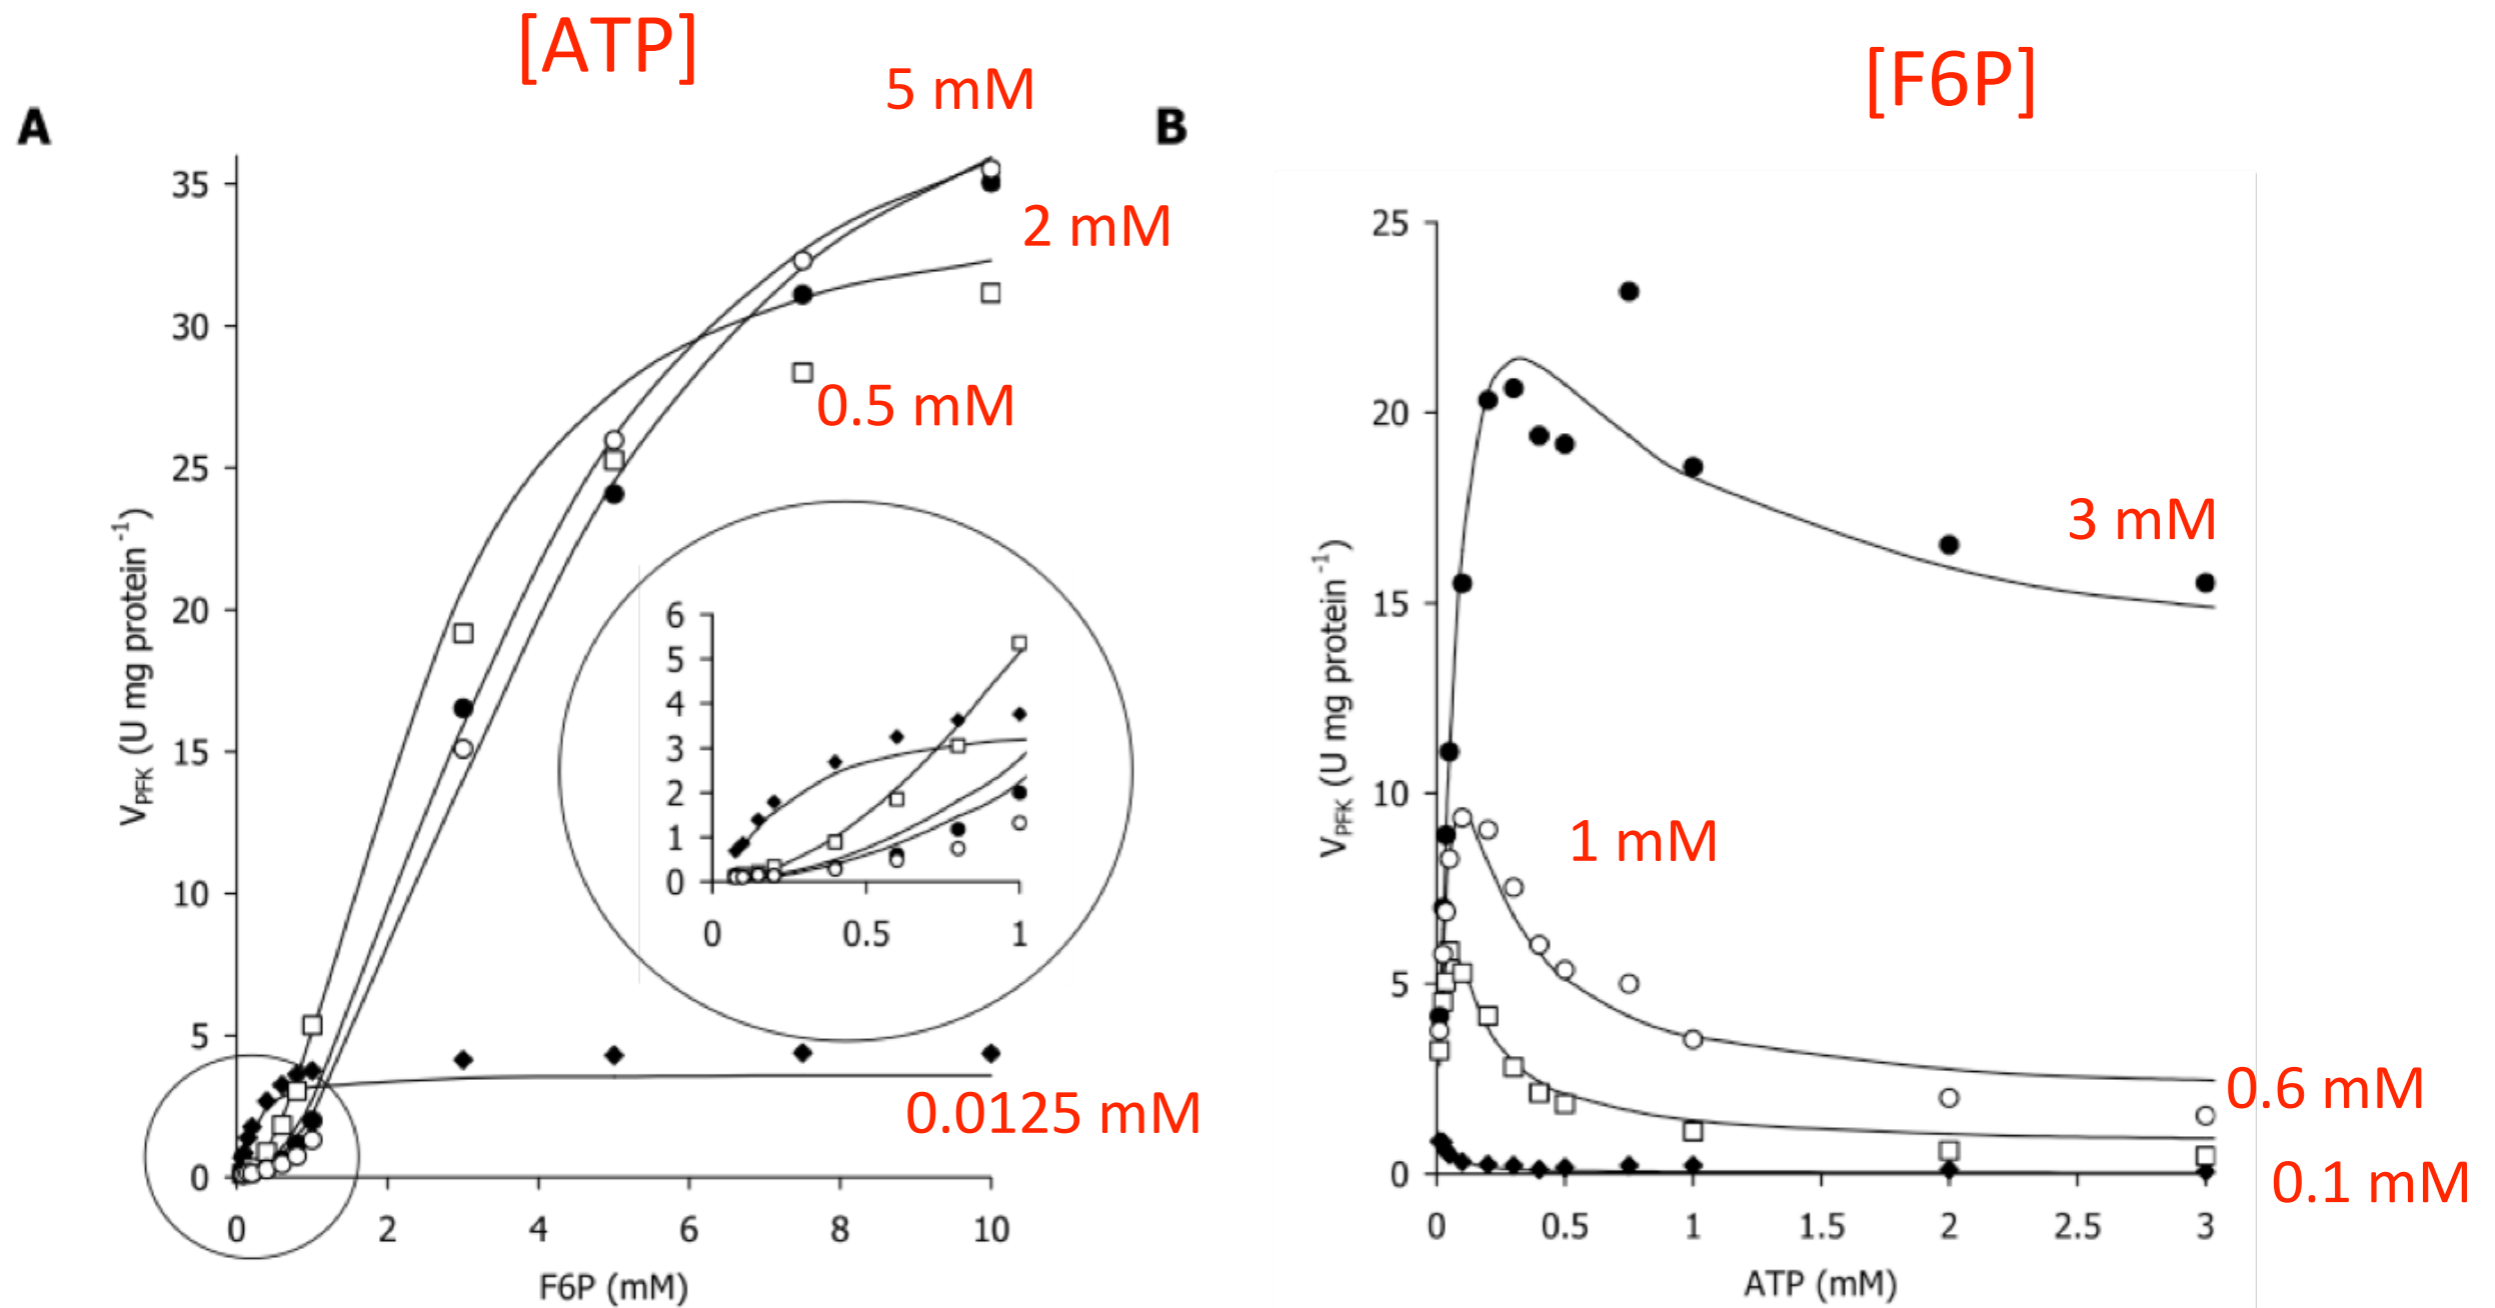 [ATP]
5 mM
A
35
2 mM
30
0.5 mM
25
20
15
10
5
0
V_PFK (U mg protein⁻¹)
6
5
4
3
2
1
0
0 0.5 1
0.0125 mM
0 2 4 6 8 10
F6P (mM)
[F6P]
B
25
20
3 mM
15
10
1 mM
5
0.6 mM
0
0.1 mM
V_PFK (U mg protein⁻¹)
0 0.5 1 1.5 2 2.5 3
ATP (mM)